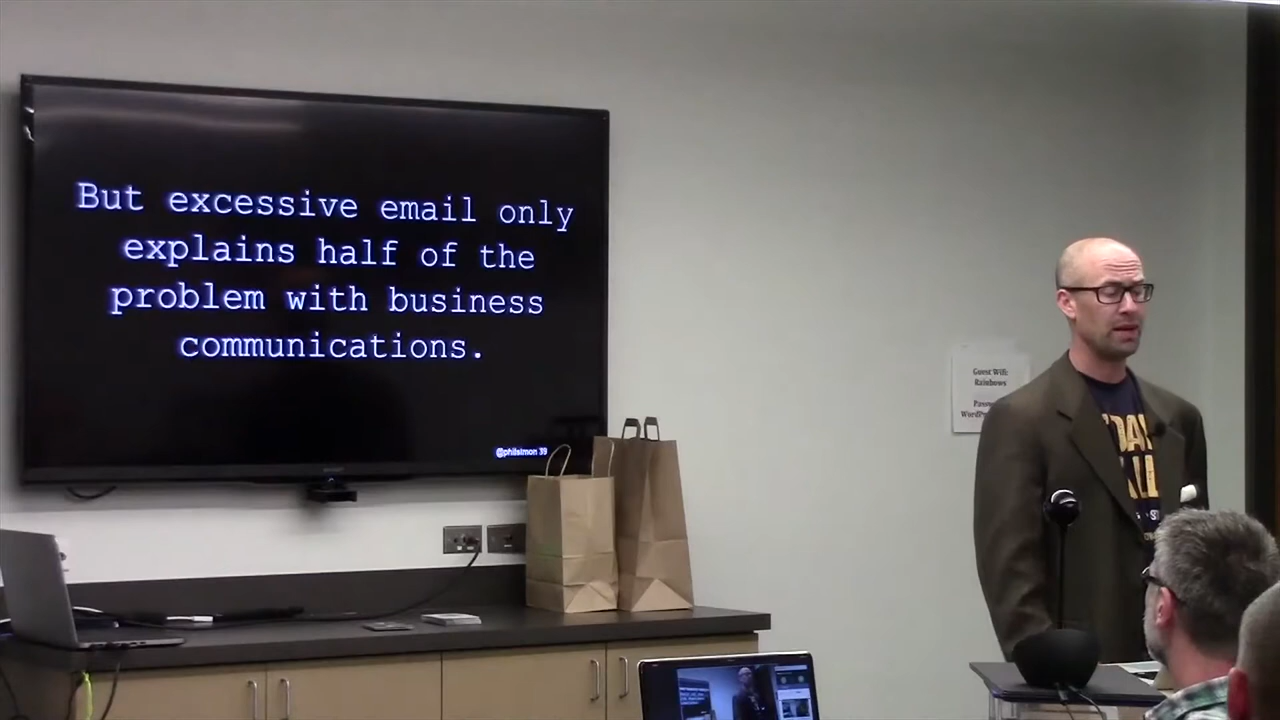 But excessive email only
explains half of the
problem with business
communications.
@philsimon 39
Guest Wifi:
Rainbows